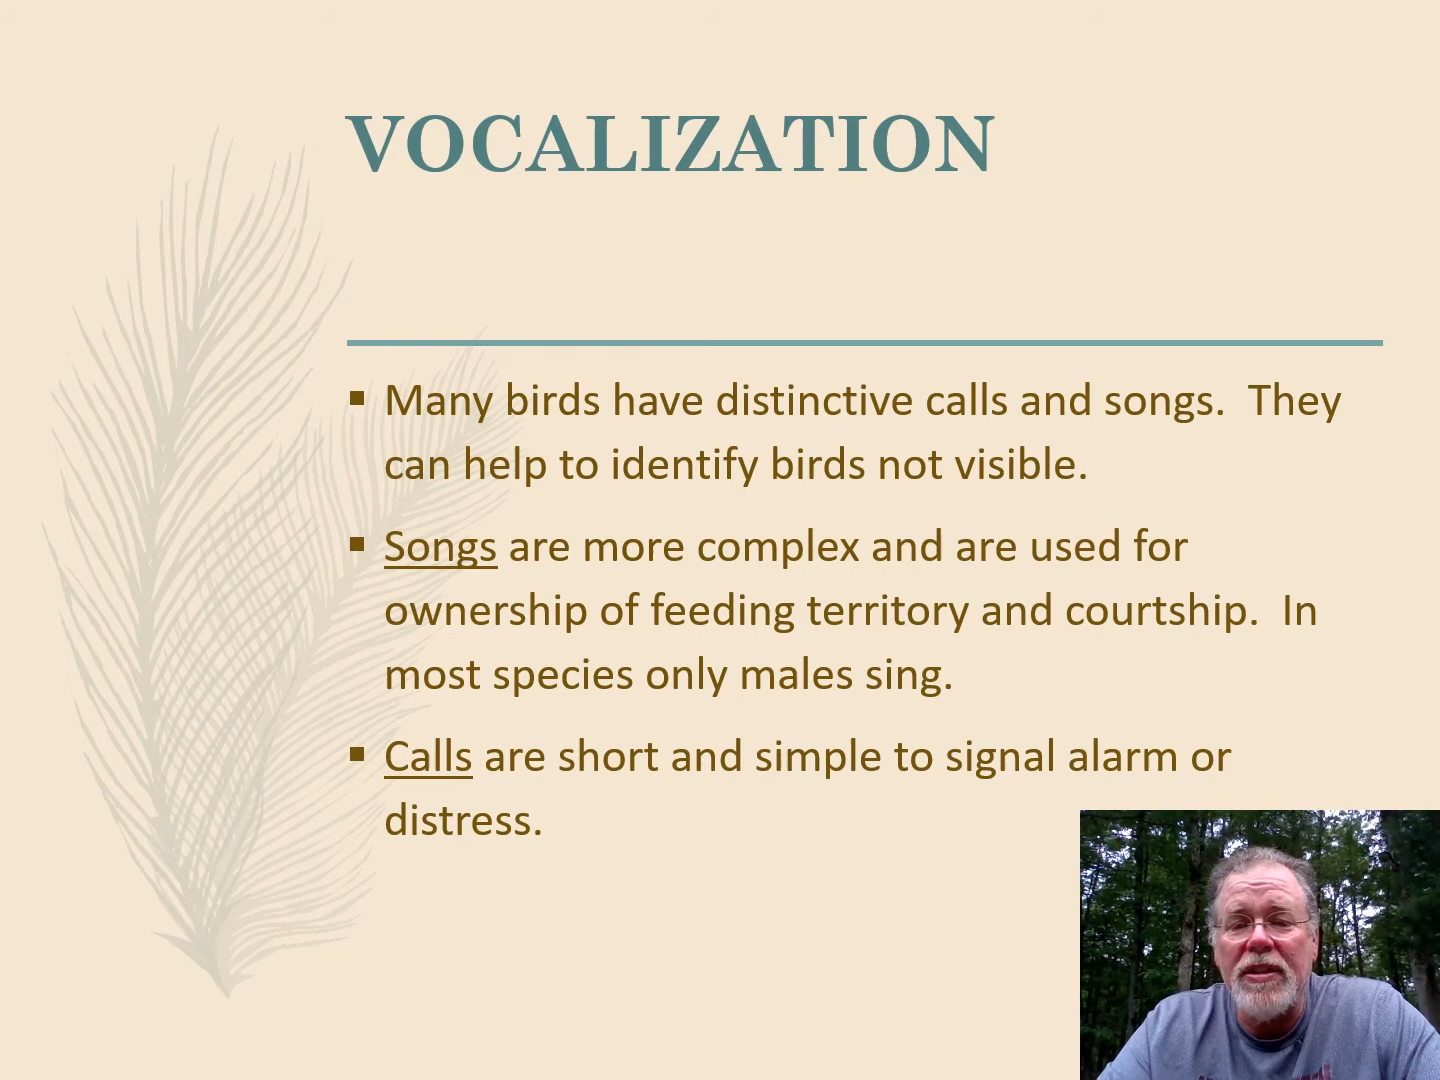 VOCALIZATION
▪ Many birds have distinctive calls and songs.  They
can help to identify birds not visible.
▪ Songs are more complex and are used for
ownership of feeding territory and courtship.  In
most species only males sing.
▪ Calls are short and simple to signal alarm or
distress.